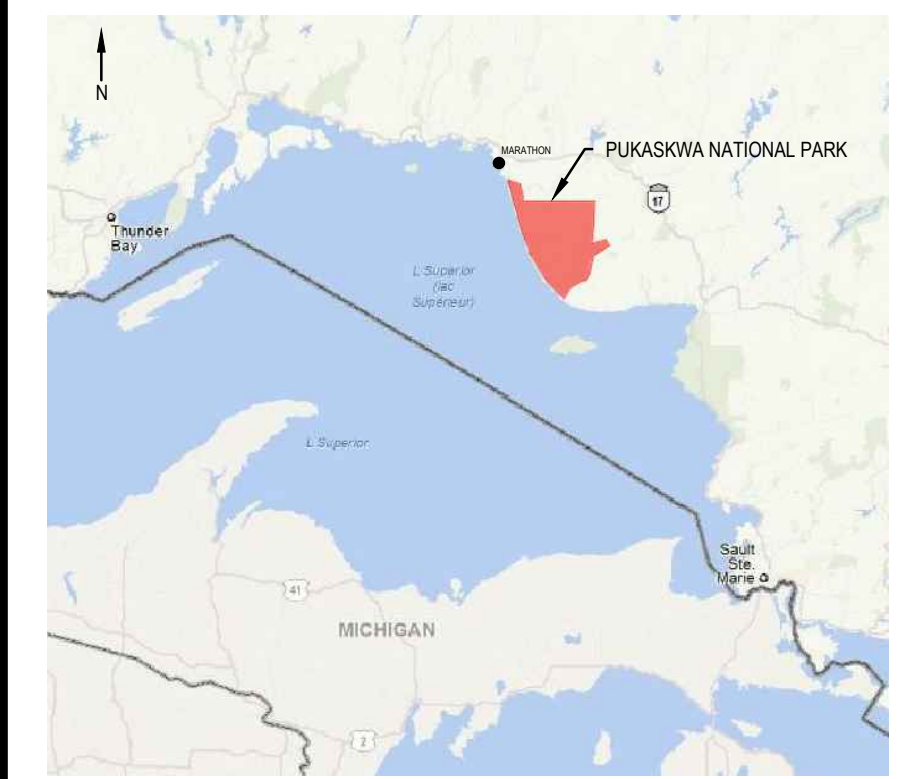 N
MARATHON
PUKASKWA NATIONAL PARK
17
Thunder
Bay
L Superior
(lac
Supérieur)
L Superior
Sault
Ste.
Marie
41
MICHIGAN
2